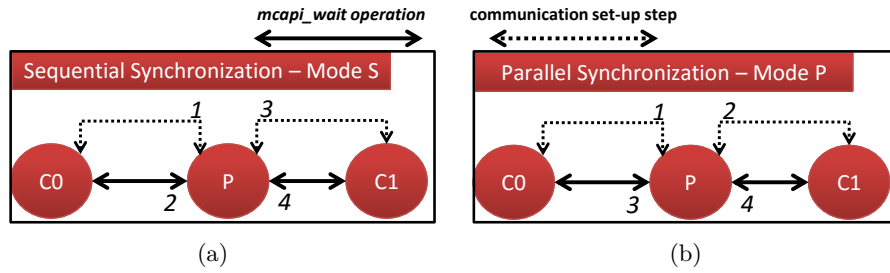 mcapi_wait operation
communication set-up step
Sequential Synchronization – Mode S
1
3
C0
P
C1
2
4
(a)
Parallel Synchronization – Mode P
1
2
C0
P
C1
3
4
(b)